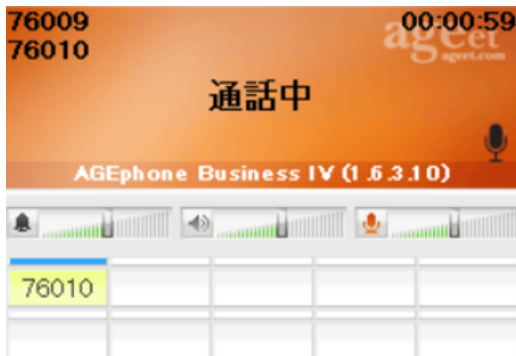 76009 00:00:59
76010
ageet
ageet.com
通話中
AGEphone Business IV (1.6.3.10)
76010